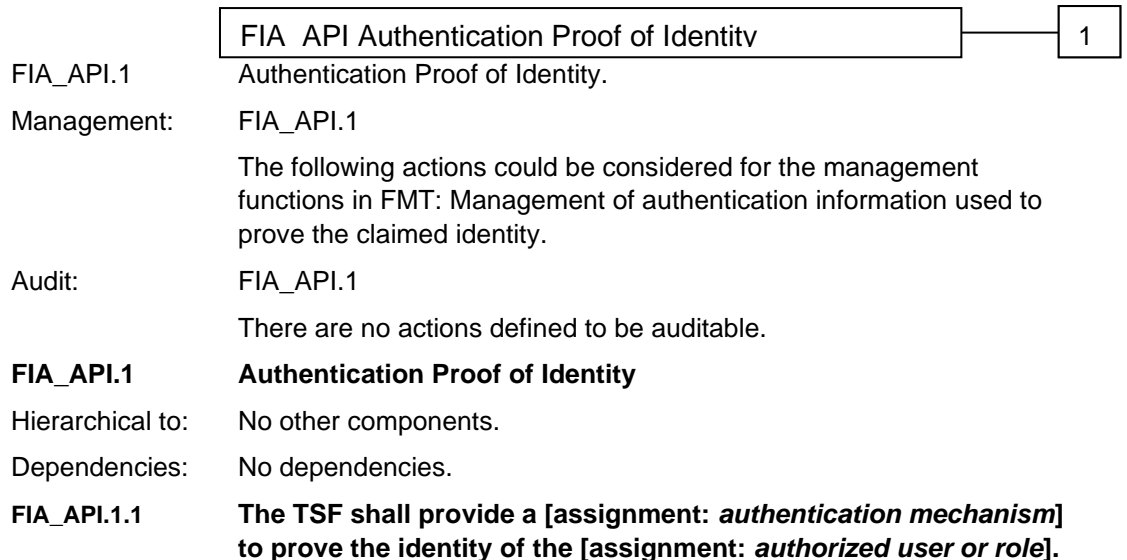 FIA_API Authentication Proof of Identity 1
FIA_API.1 Authentication Proof of Identity.
Management: FIA_API.1
The following actions could be considered for the management
functions in FMT: Management of authentication information used to
prove the claimed identity.
Audit: FIA_API.1
There are no actions defined to be auditable.
FIA_API.1 Authentication Proof of Identity
Hierarchical to: No other components.
Dependencies: No dependencies.
FIA_API.1.1 The TSF shall provide a [assignment: authentication mechanism]
to prove the identity of the [assignment: authorized user or role].